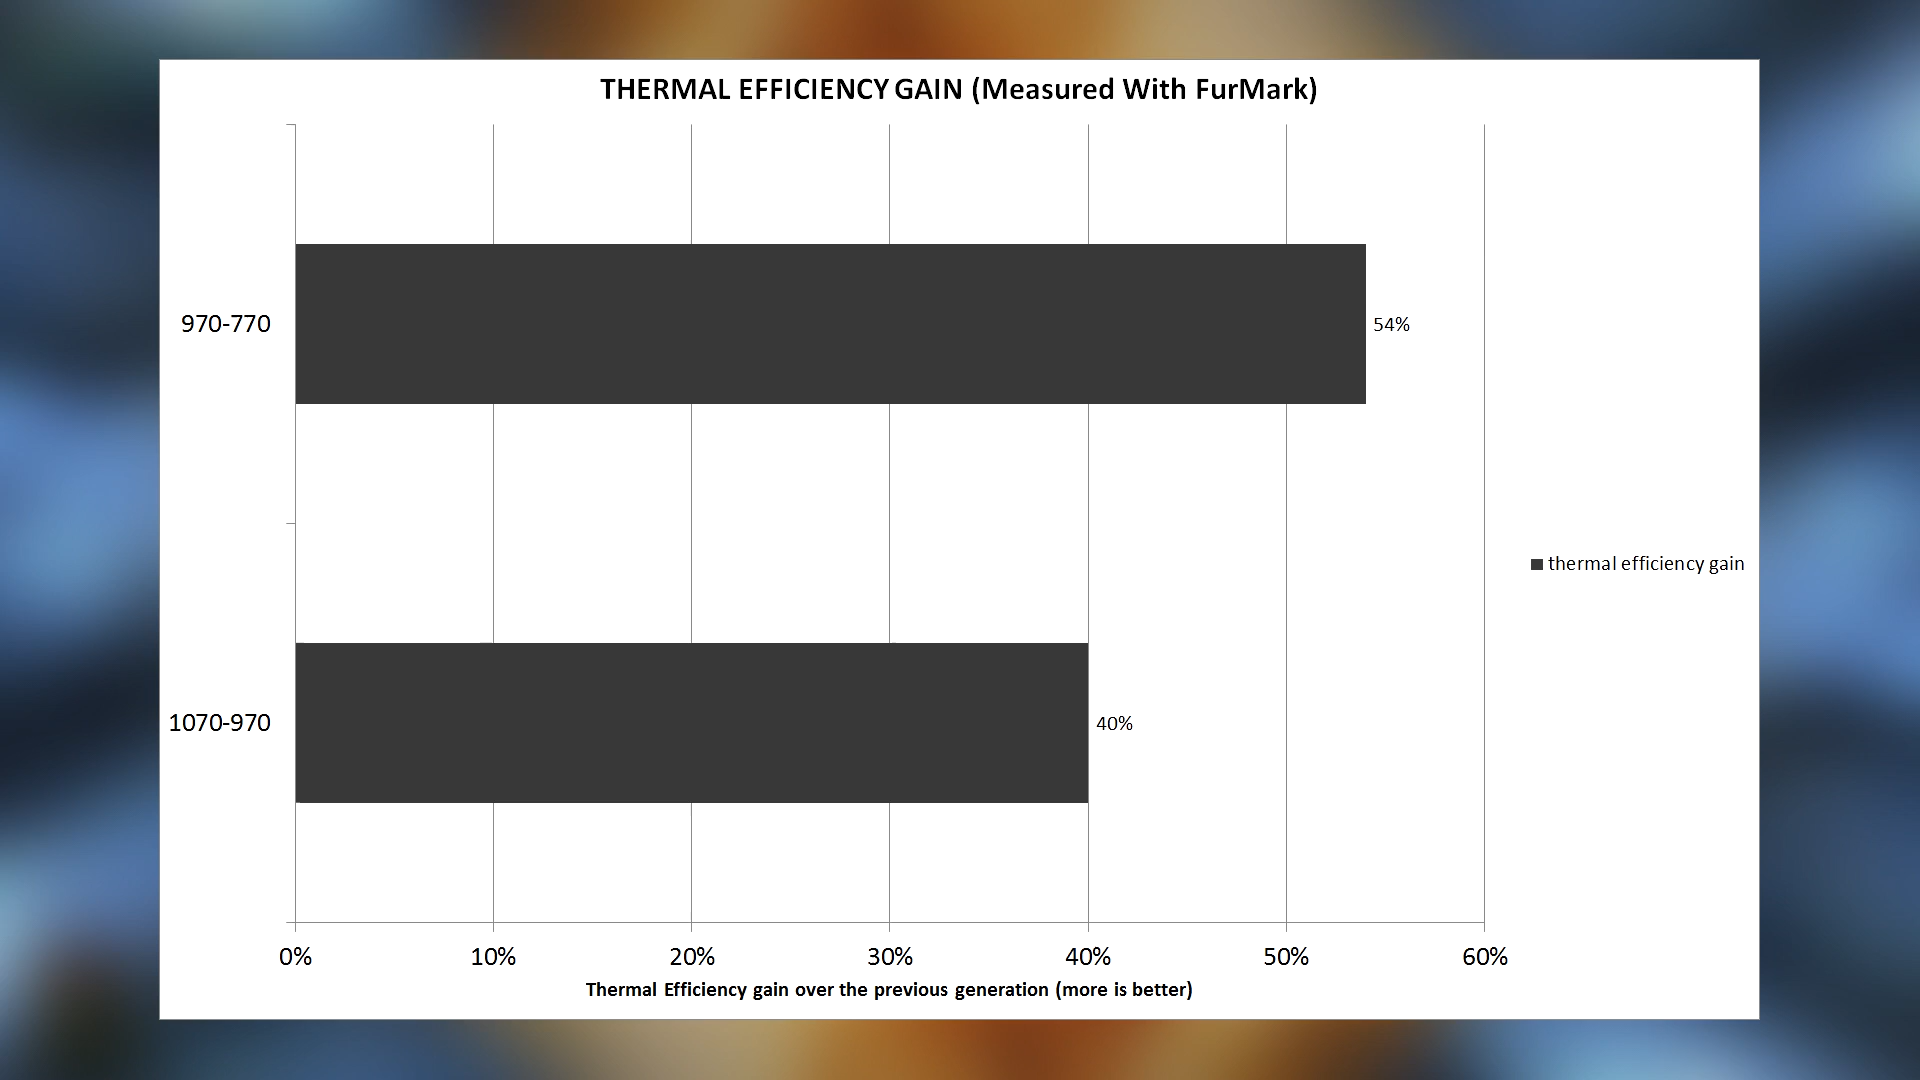 THERMAL EFFICIENCY GAIN (Measured With FurMark)
970-770
54%
thermal efficiency gain
1070-970
40%
0% 10% 20% 30% 40% 50% 60%
Thermal Efficiency gain over the previous generation (more is better)